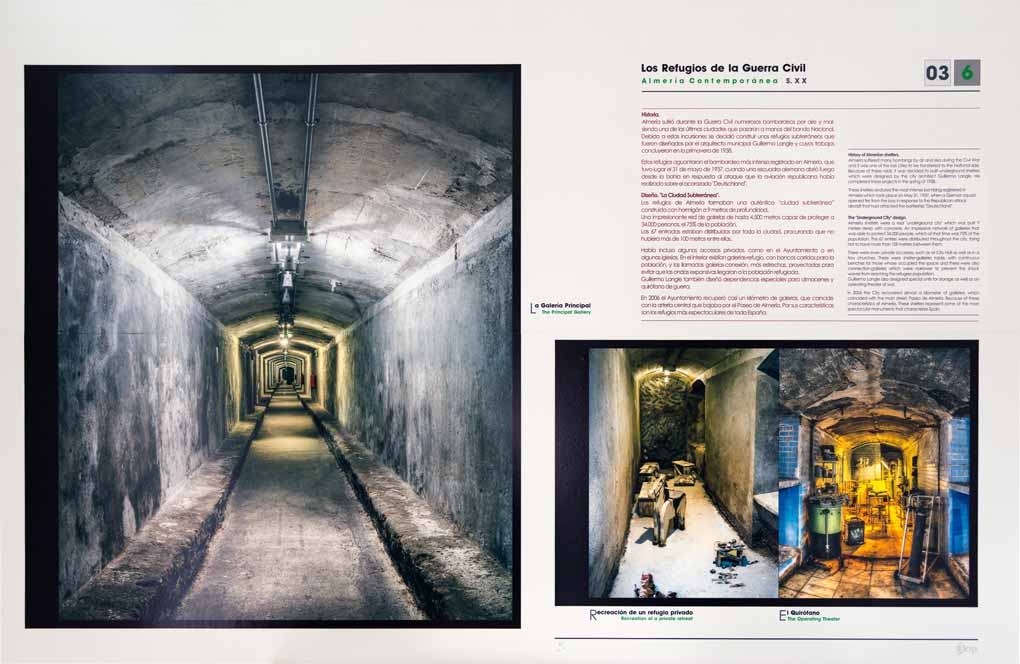 Los Refugios de la Guerra Civil
Almería Contemporánea S. XX
03 6
Historia.
Almería sufrió durante la Guerra Civil numerosos bombardeos por aire y mar,
siendo una de las últimas ciudades que pasaron a manos del bando Nacional.
Debido a estas incursiones se decidió construir unos refugios subterráneos que
fueron diseñados por el arquitecto municipal Guillermo Langle y cuyos trabajos
concluyeron en la primavera de 1938.
Estos refugios aguantaron el bombardeo más intenso registrado en Almería, que
tuvo lugar el 31 de mayo de 1937, cuando una escuadra alemana abrió fuego
desde la bahía en respuesta al ataque que la aviación republicana había
realizado sobre el acorazado "Deutschland".
Diseño. "La Ciudad Subterránea".
Los refugios de Almería formaban una auténtica "ciudad subterránea"
construida con hormigón a 9 metros de profundidad.
Una impresionante red de galerías de hasta 4.500 metros capaz de proteger a
34.000 personas, el 75% de la población.
Las 67 entradas estaban distribuidas por toda la ciudad, procurando que no
hubiera más de 100 metros entre ellas.
Había incluso algunos accesos privados, como en el Ayuntamiento o en
algunas iglesias. En el interior existían galerías-refugio, con bancos corridos para la
población, y las llamadas galerías-conexión, más estrechas, proyectadas para
evitar que las ondas expansivas llegaran a la población refugiada.
Guillermo Langle también diseñó dependencias especiales para almacenes y
quirófano de guerra.
En 2006 el Ayuntamiento recuperó casi un kilómetro de galerías, que coincide
con la arteria central que bajaba por el Paseo de Almería. Por sus características
son los refugios más espectaculares de toda España.
History of Almerian shelters.
Almería suffered many bombings by air and sea during the Civil War
and it was one of the last cities to be transferred to the National side.
Because of these raids, it was decided to built underground shelters
which were designed by the city architect Guillermo Langle. He
completed these projects in the spring of 1938.
These shelters endured the most intense bombing registered in
Almería which took place on May 31, 1937, when a German squad
opened fire from the bay in response to the Republican attack
aircraft that had attacked the battleship "Deutschland".
The "Underground City" design.
Almería shelters were a real "underground city" which was built 9
meters deep with concrete. An impressive network of galleries that
was able to protect 34,000 people, which at that time was 75% of the
population. The 67 entries were distributed throughout the city, trying
not to have more than 100 meters between them.
There were even private accesses, such as at City Hall as well as in a
few churches. There were shelter-galleries inside, with continuous
benches for those whose occupied the space and there were also
connection-galleries which were narrower to prevent the shock
waves from reaching the refugee population.
Guillermo Langle also designed special units for storage as well as an
operating theater of war.
In 2006 the City recovered almost a kilometer of galleries, which
coincided with the main street, Paseo de Almería. Because of these
characteristics of Almería, These shelters represent some of the most
spectacular monuments that characterize Spain.
La Galería Principal
The Principal Gallery
Recreación de un refugio privado
Recreation of a private retreat
El Quirófano
The Operating Theater